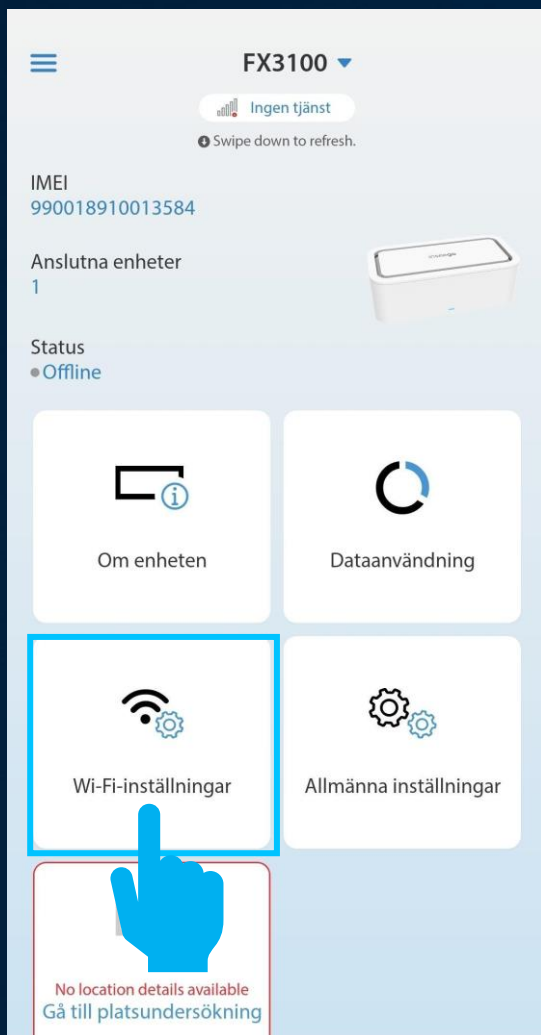 FX3100
Ingen tjänst
Swipe down to refresh.
IMEI
990018910013584
Anslutna enheter
1
Status
Offline
Om enheten
Dataanvändning
Wi-Fi-inställningar
Allmänna inställningar
No location details available
Gå till platsundersökning